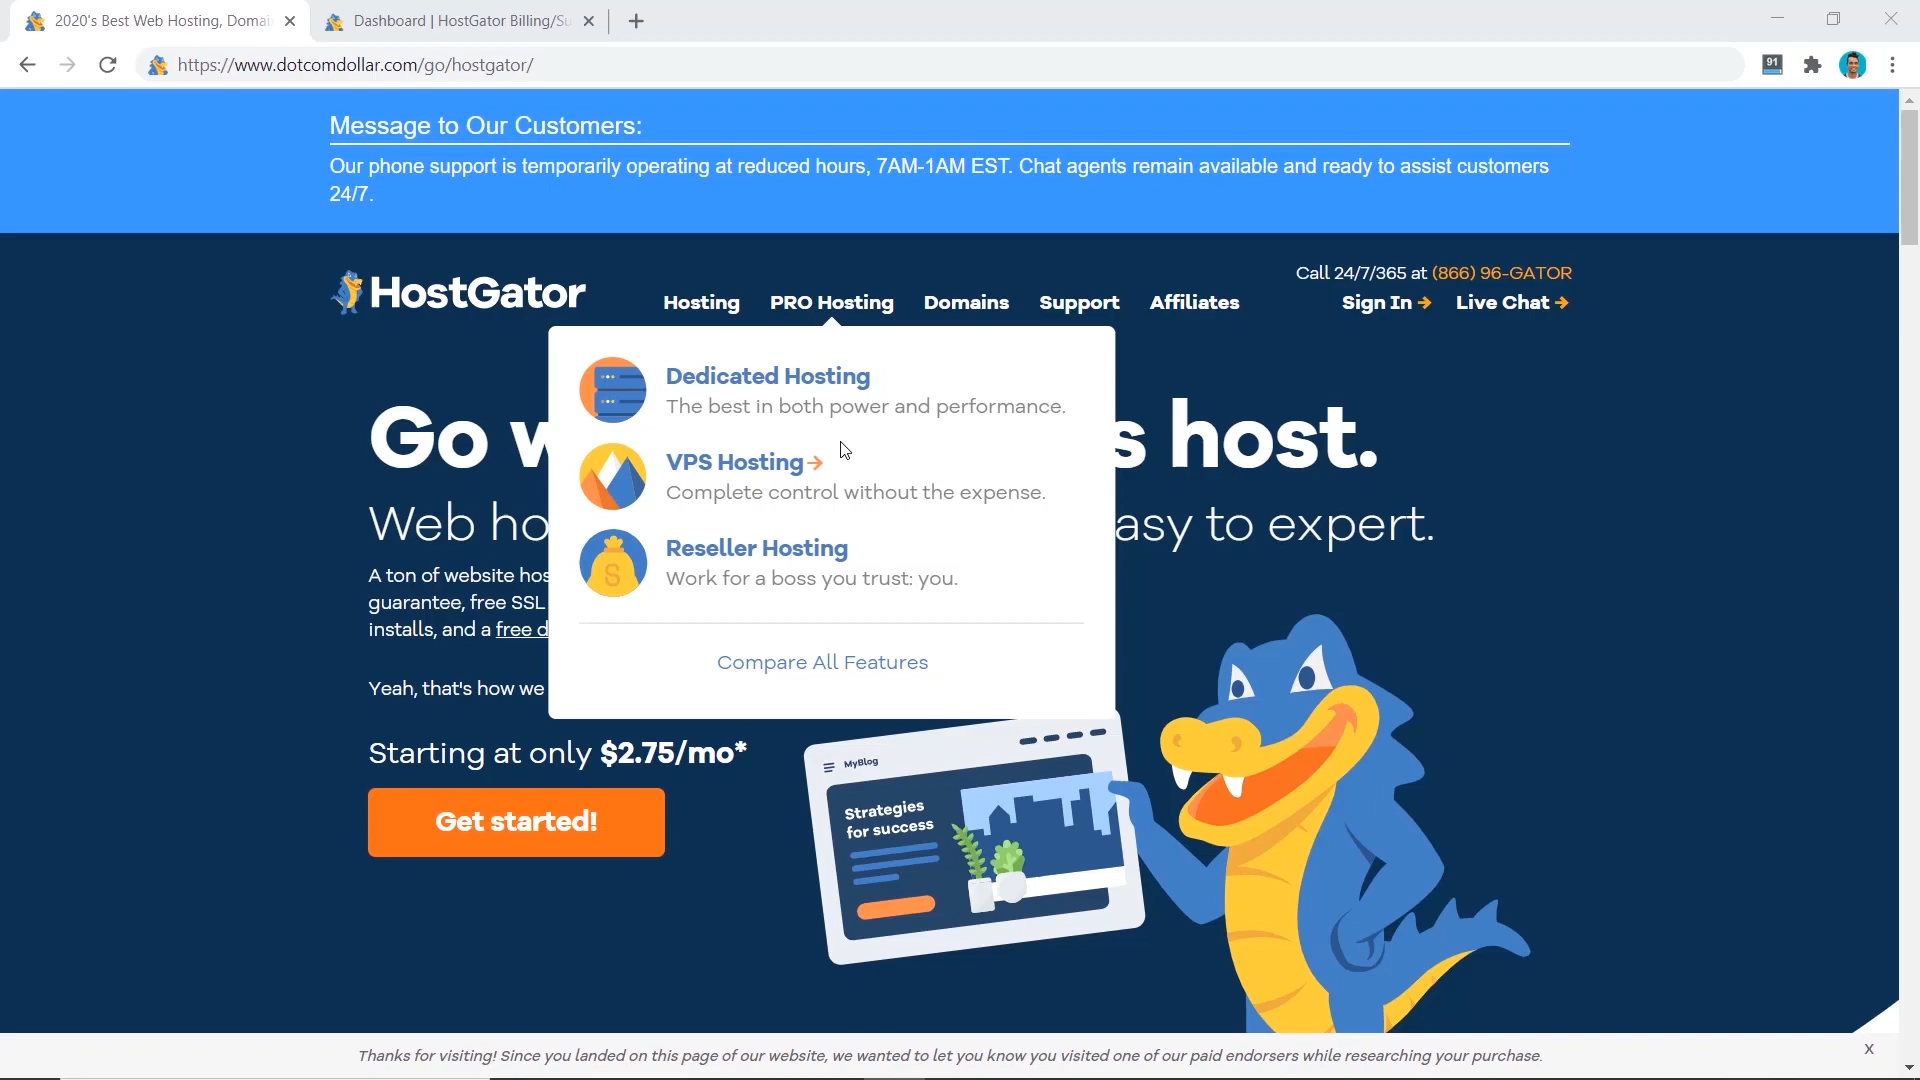 2020's Best Web Hosting, Domai
Dashboard | HostGator Billing/Su
https://www.dotcomdollar.com/go/hostgator/
91
Message to Our Customers:
Our phone support is temporarily operating at reduced hours, 7AM-1AM EST. Chat agents remain available and ready to assist customers
24/7.
HostGator
Call 24/7/365 at (866) 96-GATOR
Hosting PRO Hosting Domains Support Affiliates Sign In Live Chat
Dedicated Hosting
The best in both power and performance.
VPS Hosting
Complete control without the expense.
Reseller Hosting
Work for a boss you trust: you.
Compare All Features
Go w s host.
Web ho asy to expert.
A ton of website hos
guarantee, free SSL
installs, and a free d
Yeah, that's how we
Starting at only $2.75/mo*
Get started!
S
MyBlog
Strategies
for success
Thanks for visiting! Since you landed on this page of our website, we wanted to let you know you visited one of our paid endorsers while researching your purchase.
x